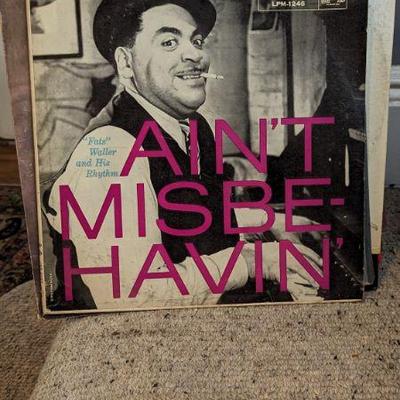 LPM-1246
"Fats"
Waller
and His
Rhythm
AIN'T
MISBE-
HAVIN'